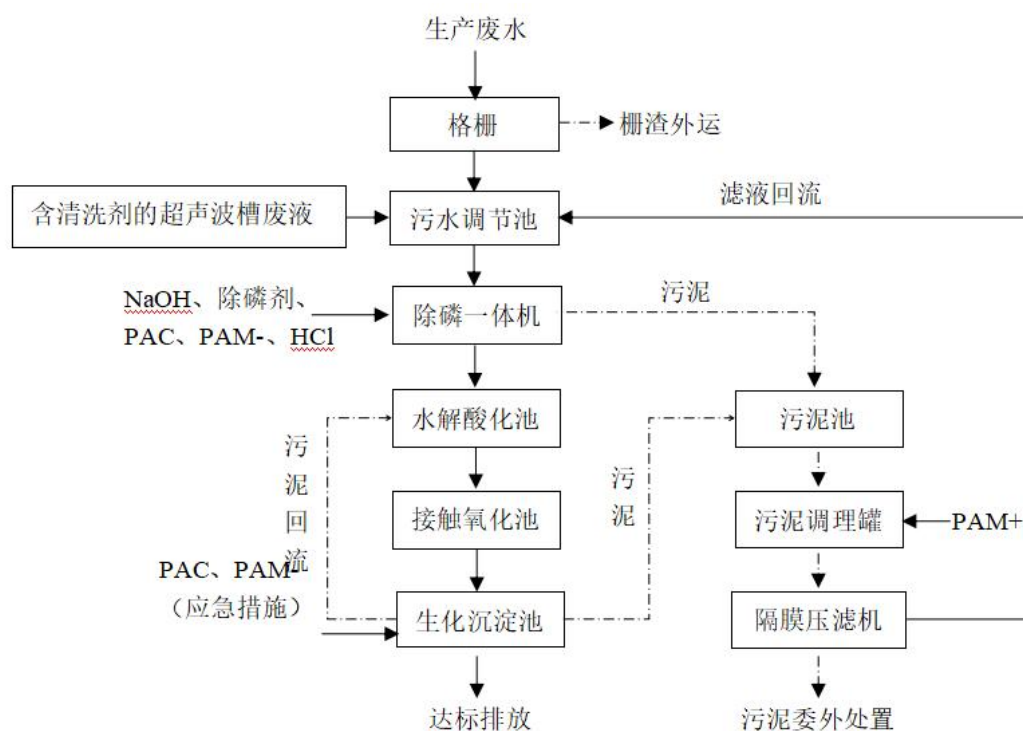 生产废水
格栅
栅渣外运
含清洗剂的超声波槽废液
污水调节池
滤液回流
NaOH、除磷剂、
PAC、PAM-、HCl
除磷一体机
污泥
水解酸化池
污泥池
污泥回流
污泥
接触氧化池
污泥调理罐
PAM+
PAC、PAM-
（应急措施）
生化沉淀池
隔膜压滤机
达标排放
污泥委外处置